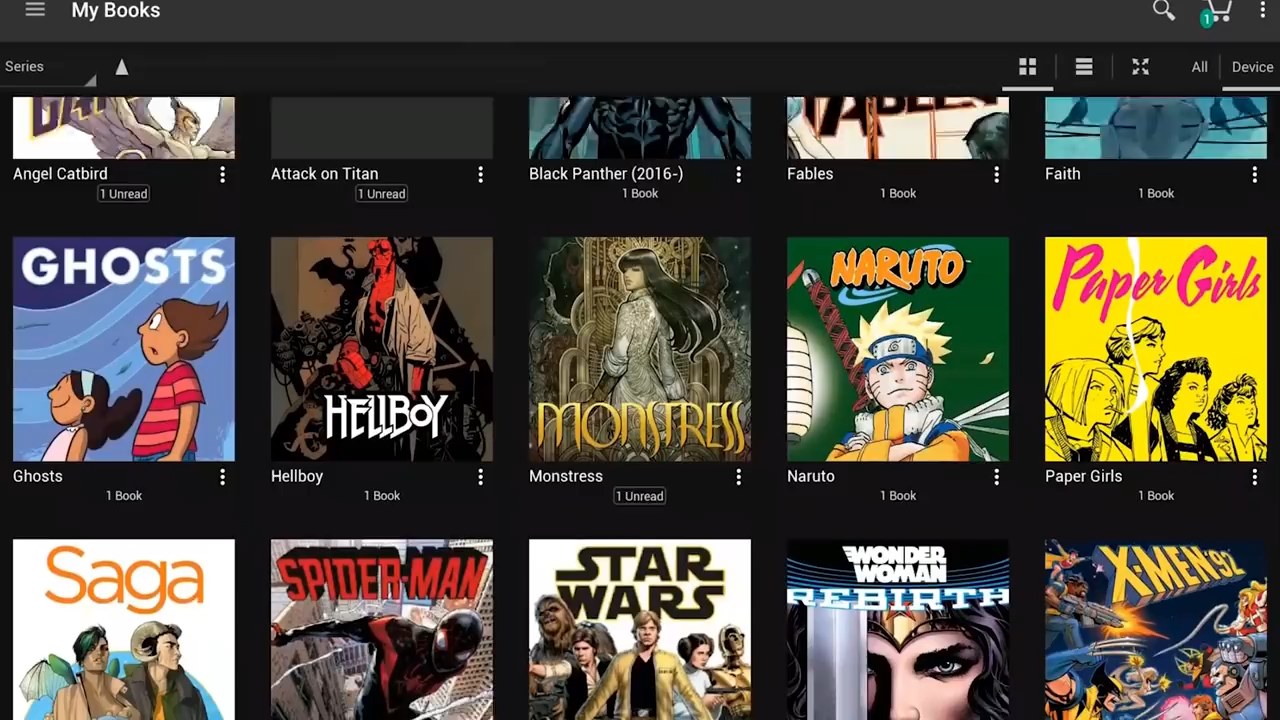 My Books
1
Series
All
Device
FABLES
Angel Catbird
Attack on Titan
Black Panther (2016-)
Fables
Faith
1 Unread
1 Unread
1 Book
1 Book
1 Book
GHOSTS
HELLBOY
MONSTRESS
NARUTO
Paper Girls
Ghosts
Hellboy
Monstress
Naruto
Paper Girls
1 Book
1 Book
1 Unread
1 Book
1 Book
Saga
SPIDER-MAN
STAR
WARS
WONDER
WOMAN
REBIRTH
X-MEN '92